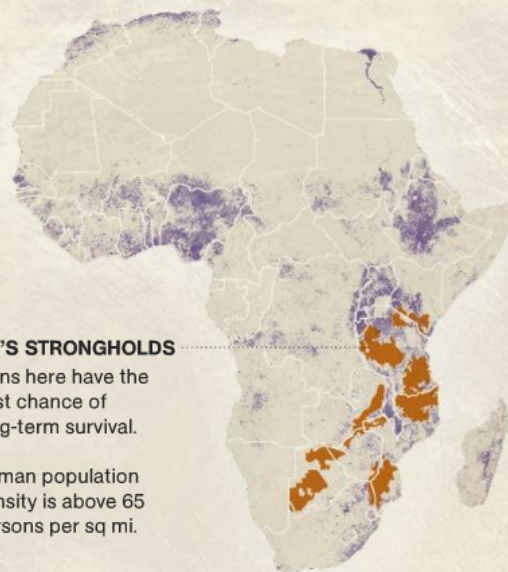 'S STRONGHOLDS
ns here have the
st chance of
g-term survival.
man population
nsity is above 65
rsons per sq mi.